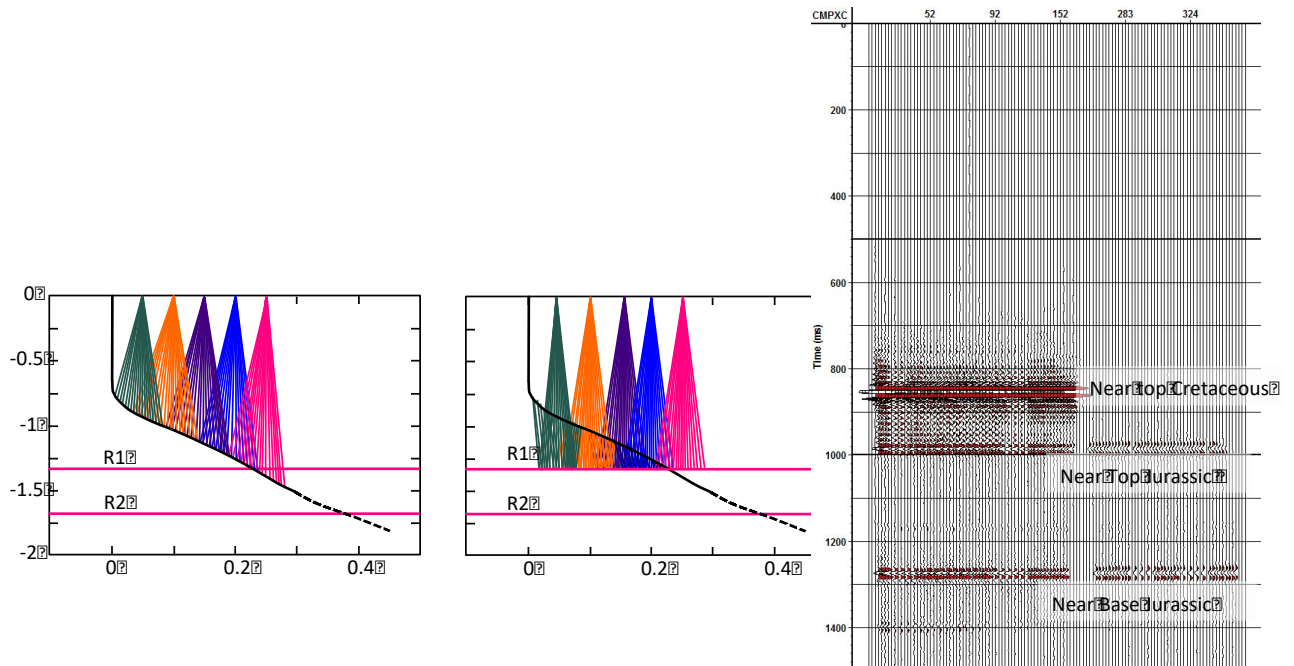 CMPXC 52 92 152 283 324
0
200
400
600
Time (ms)
800
Near top Cretaceous
1000
Near Top Jurassic
1200
Near Base Jurassic
1400
0
-0.5
-1
R1
-1.5
R2
-2
0 0.2 0.4
R1
R2
0 0.2 0.4